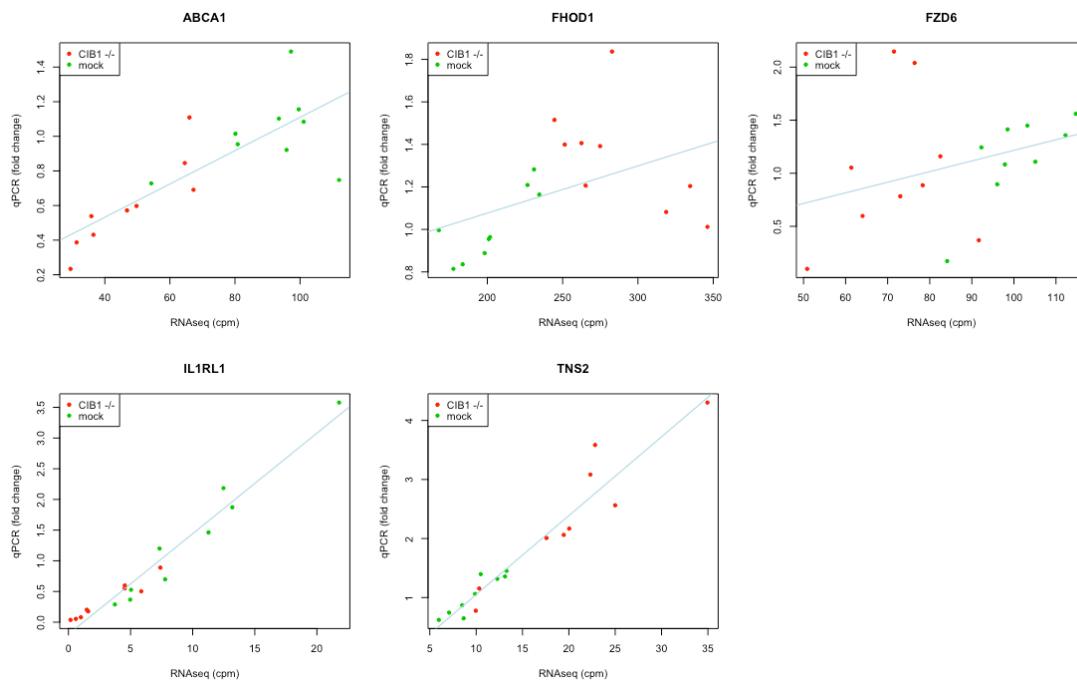 ABCA1
CIB1 -/-
mock
qPCR (fold change)
0.2 0.4 0.6 0.8 1.0 1.2 1.4
40 60 80 100
RNAseq (cpm)
FHOD1
CIB1 -/-
mock
qPCR (fold change)
0.8 1.0 1.2 1.4 1.6 1.8
200 250 300 350
RNAseq (cpm)
FZD6
CIB1 -/-
mock
qPCR (fold change)
0.5 1.0 1.5 2.0
50 60 70 80 90 100 110
RNAseq (cpm)
IL1RL1
CIB1 -/-
mock
qPCR (fold change)
0.0 0.5 1.0 1.5 2.0 2.5 3.0 3.5
0 5 10 15 20
RNAseq (cpm)
TNS2
CIB1 -/-
mock
qPCR (fold change)
1 2 3 4
5 10 15 20 25 30 35
RNAseq (cpm)